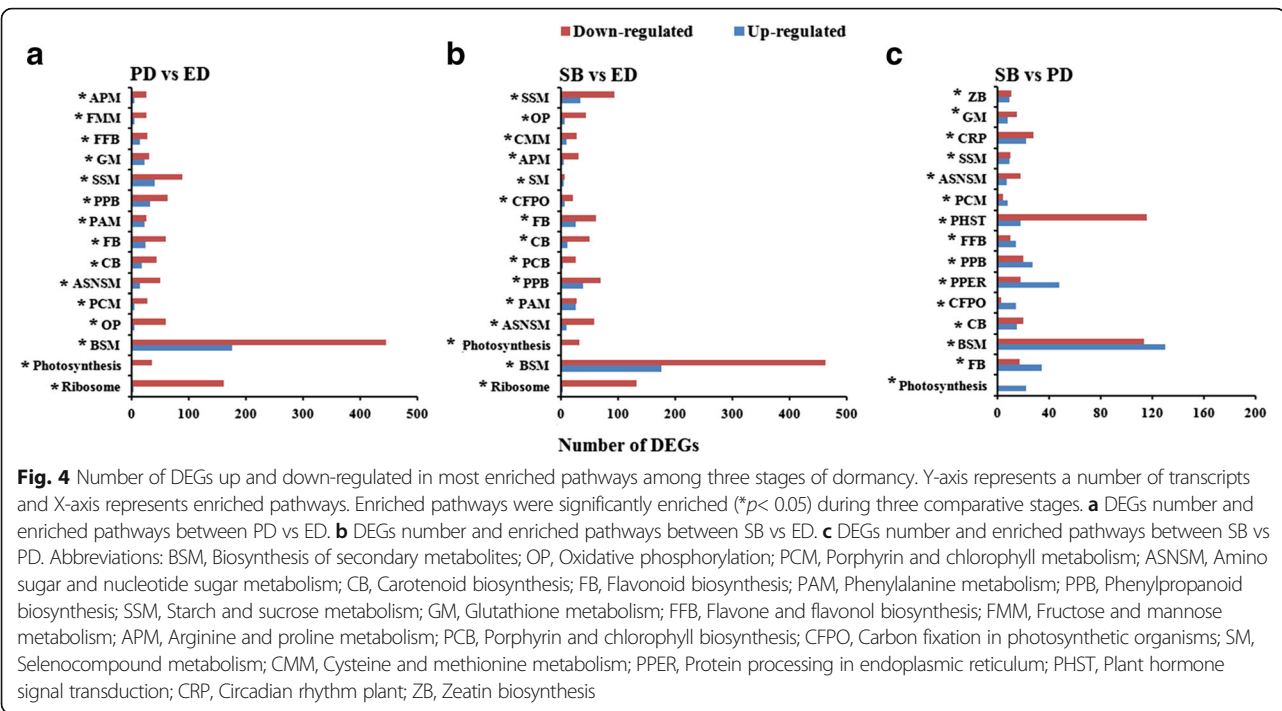 Down-regulated Up-regulated
a
PD vs ED
* APM
* FMM
* FFB
* GM
* SSM
* PPB
* PAM
* FB
* CB
* ASNSM
* PCM
* OP
* BSM
* Photosynthesis
* Ribosome
0 100 200 300 400 500
b
SB vs ED
* SSM
*OP
*CMM
* APM
* SM
* CFPO
* FB
* CB
* PCB
* PPB
* PAM
* ASNSM
* Photosynthesis
* BSM
* Ribosome
0 100 200 300 400 500
Number of DEGs
c
SB vs PD
* ZB
* GM
* CRP
* SSM
* ASNSM
* PCM
* PHST
* FFB
* PPB
* PPER
* CFPO
* CB
* BSM
* FB
* Photosynthesis
0 40 80 120 160 200
Fig. 4 Number of DEGs up and down-regulated in most enriched pathways among three stages of dormancy. Y-axis represents a number of transcripts
and X-axis represents enriched pathways. Enriched pathways were significantly enriched (*p< 0.05) during three comparative stages. a DEGs number and
enriched pathways between PD vs ED. b DEGs number and enriched pathways between SB vs ED. c DEGs number and enriched pathways between SB vs
PD. Abbreviations: BSM, Biosynthesis of secondary metabolites; OP, Oxidative phosphorylation; PCM, Porphyrin and chlorophyll metabolism; ASNSM, Amino
sugar and nucleotide sugar metabolism; CB, Carotenoid biosynthesis; FB, Flavonoid biosynthesis; PAM, Phenylalanine metabolism; PPB, Phenylpropanoid
biosynthesis; SSM, Starch and sucrose metabolism; GM, Glutathione metabolism; FFB, Flavone and flavonol biosynthesis; FMM, Fructose and mannose
metabolism; APM, Arginine and proline metabolism; PCB, Porphyrin and chlorophyll biosynthesis; CFPO, Carbon fixation in photosynthetic organisms; SM,
Selenocompound metabolism; CMM, Cysteine and methionine metabolism; PPER, Protein processing in endoplasmic reticulum; PHST, Plant hormone
signal transduction; CRP, Circadian rhythm plant; ZB, Zeatin biosynthesis